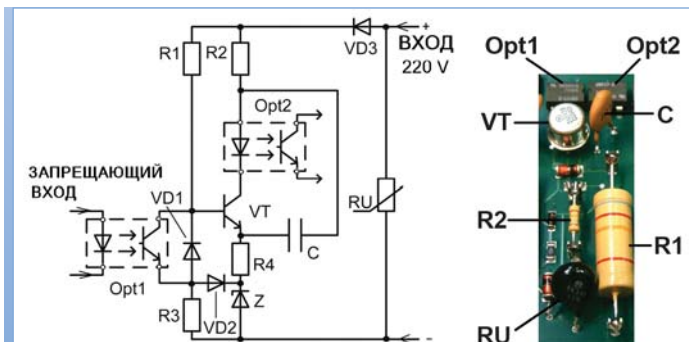 R1
R2
VD3
+
ВХОД
220 V
Opt2
ЗАПРЕЩАЮЩИЙ
ВХОД
VD1
VT
RU
C
R4
Opt1
R3
VD2
Z
-
Opt1
Opt2
VT
C
R2
R1
RU